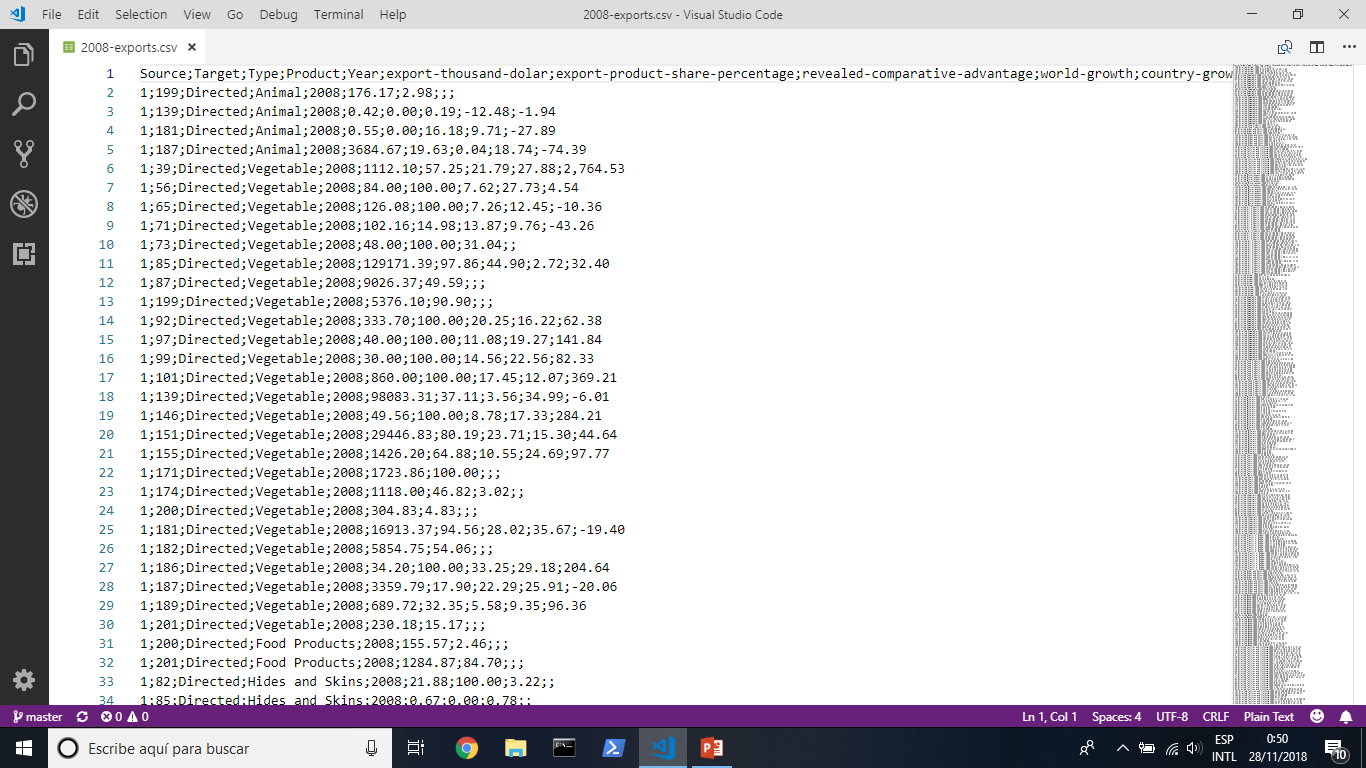 File Edit Selection View Go Debug Terminal Help 2008-exports.csv - Visual Studio Code
2008-exports.csv
1 Source;Target;Type;Product;Year;export-thousand-dolar;export-product-share-percentage;revealed-comparative-advantage;world-growth;country-grow
2 1;199;Directed;Animal;2008;176.17;2.98;;;
3 1;139;Directed;Animal;2008;0.42;0.00;0.19;-12.48;-1.94
4 1;181;Directed;Animal;2008;0.55;0.00;16.18;9.71;-27.89
5 1;187;Directed;Animal;2008;3684.67;19.63;0.04;18.74;-74.39
6 1;39;Directed;Vegetable;2008;1112.10;57.25;21.79;27.88;2,764.53
7 1;56;Directed;Vegetable;2008;84.00;100.00;7.62;27.73;4.54
8 1;65;Directed;Vegetable;2008;126.08;100.00;7.26;12.45;-10.36
9 1;71;Directed;Vegetable;2008;102.16;14.98;13.87;9.76;-43.26
10 1;73;Directed;Vegetable;2008;48.00;100.00;31.04;;
11 1;85;Directed;Vegetable;2008;129171.39;97.86;44.90;2.72;32.40
12 1;87;Directed;Vegetable;2008;9026.37;49.59;;;
13 1;199;Directed;Vegetable;2008;5376.10;90.90;;;
14 1;92;Directed;Vegetable;2008;333.70;100.00;20.25;16.22;62.38
15 1;97;Directed;Vegetable;2008;40.00;100.00;11.08;19.27;141.84
16 1;99;Directed;Vegetable;2008;30.00;100.00;14.56;22.56;82.33
17 1;101;Directed;Vegetable;2008;860.00;100.00;17.45;12.07;369.21
18 1;139;Directed;Vegetable;2008;98083.31;37.11;3.56;34.99;-6.01
19 1;146;Directed;Vegetable;2008;49.56;100.00;8.78;17.33;284.21
20 1;151;Directed;Vegetable;2008;29446.83;80.19;23.71;15.30;44.64
21 1;155;Directed;Vegetable;2008;1426.20;64.88;10.55;24.69;97.77
22 1;171;Directed;Vegetable;2008;1723.86;100.00;;;
23 1;174;Directed;Vegetable;2008;1118.00;46.82;3.02;;
24 1;200;Directed;Vegetable;2008;304.83;4.83;;;
25 1;181;Directed;Vegetable;2008;16913.37;94.56;28.02;35.67;-19.40
26 1;182;Directed;Vegetable;2008;5854.75;54.06;;;
27 1;186;Directed;Vegetable;2008;34.20;100.00;33.25;29.18;204.64
28 1;187;Directed;Vegetable;2008;3359.79;17.90;22.29;25.91;-20.06
29 1;189;Directed;Vegetable;2008;689.72;32.35;5.58;9.35;96.36
30 1;201;Directed;Vegetable;2008;230.18;15.17;;;
31 1;200;Directed;Food Products;2008;155.57;2.46;;;
32 1;201;Directed;Food Products;2008;1284.87;84.70;;;
33 1;82;Directed;Hides and Skins;2008;21.88;100.00;3.22;;
34 1;85;Directed;Hides and Skins;2008;0.67;0.00;0.78;;
master 0 0 Ln 1, Col 1 Spaces: 4 UTF-8 CRLF Plain Text
Escribe aquí para buscar
ESP 0:50
INTL 28/11/2018 10